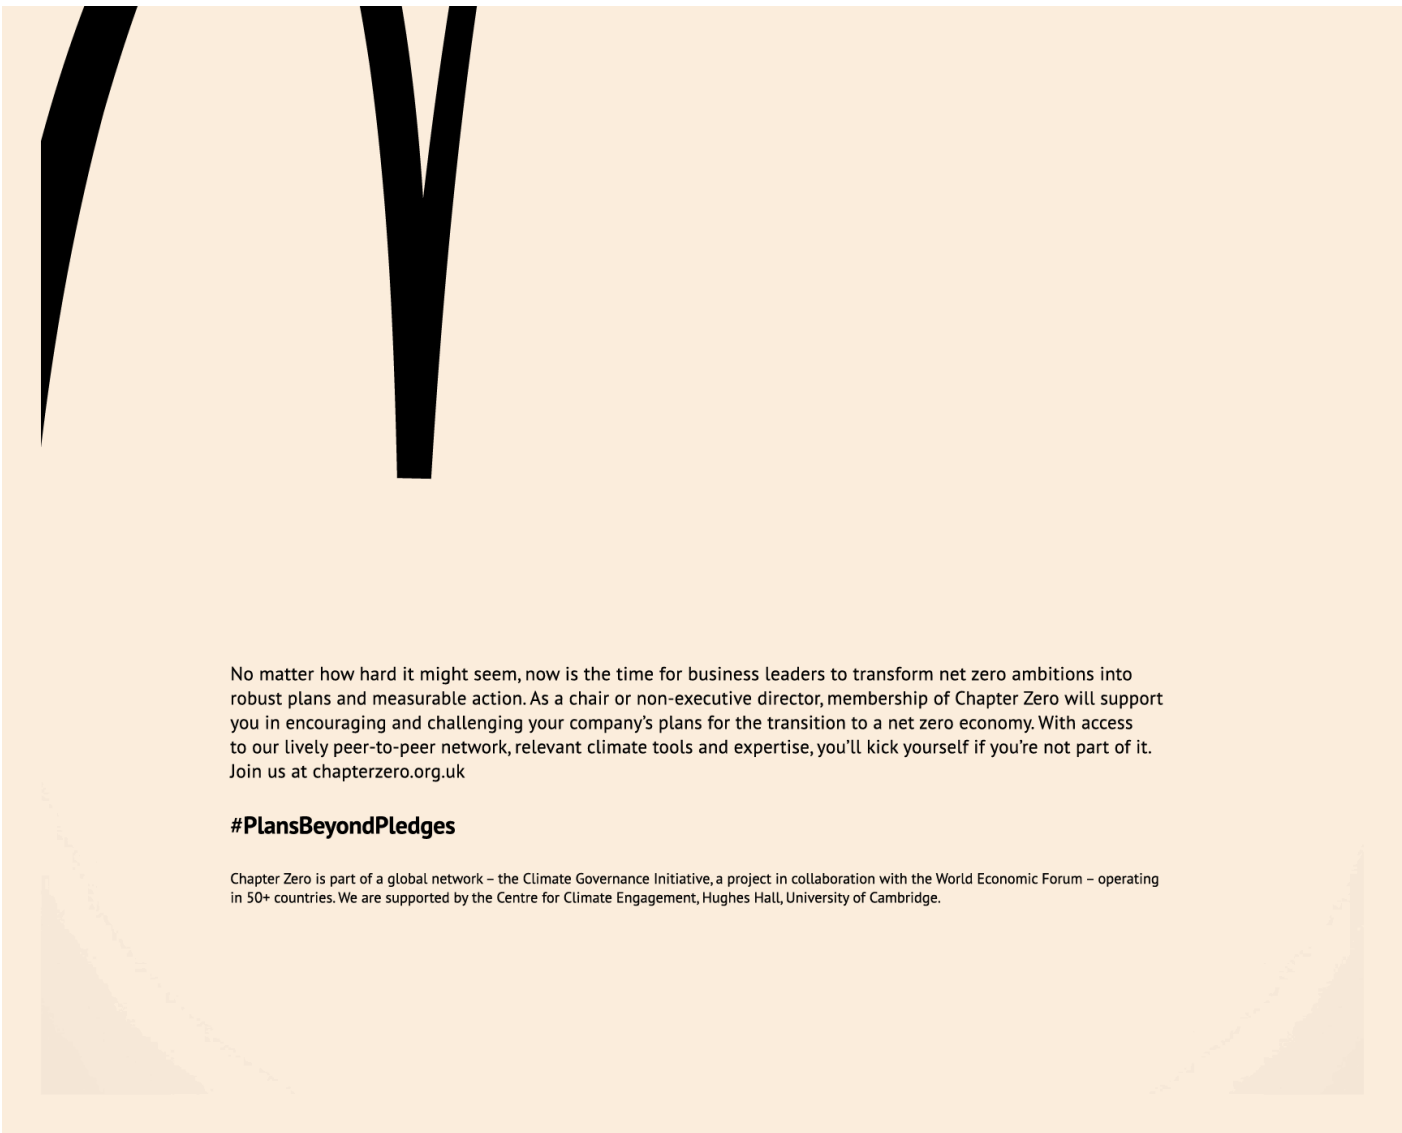 No matter how hard it might seem, now is the time for business leaders to transform net zero ambitions into
robust plans and measurable action. As a chair or non-executive director, membership of Chapter Zero will support
you in encouraging and challenging your company’s plans for the transition to a net zero economy. With access
to our lively peer-to-peer network, relevant climate tools and expertise, you’ll kick yourself if you’re not part of it.
Join us at chapterzero.org.uk
#PlansBeyondPledges
Chapter Zero is part of a global network – the Climate Governance Initiative, a project in collaboration with the World Economic Forum – operating
in 50+ countries. We are supported by the Centre for Climate Engagement, Hughes Hall, University of Cambridge.